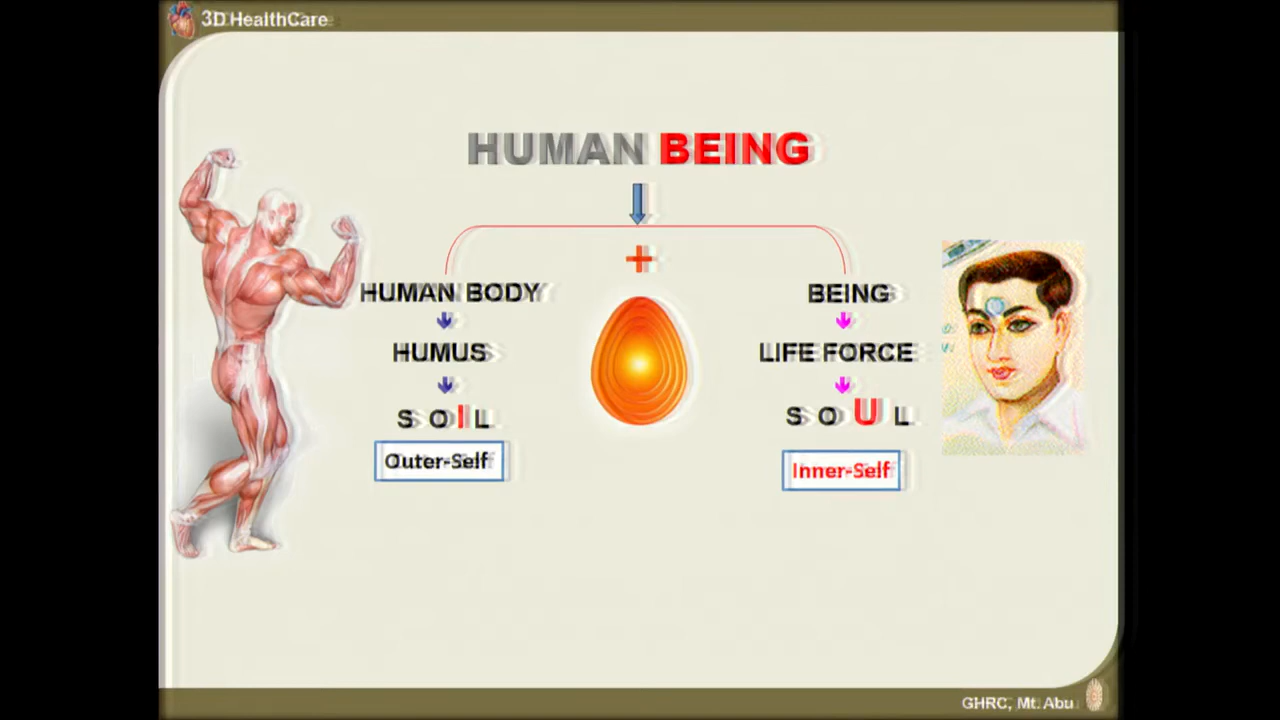 3D HealthCare
HUMAN BEING
+
HUMAN BODY
BEING
HUMUS
LIFE FORCE
S O I L
S O U L
Outer-Self
Inner-Self
GHRC, Mt. Abu